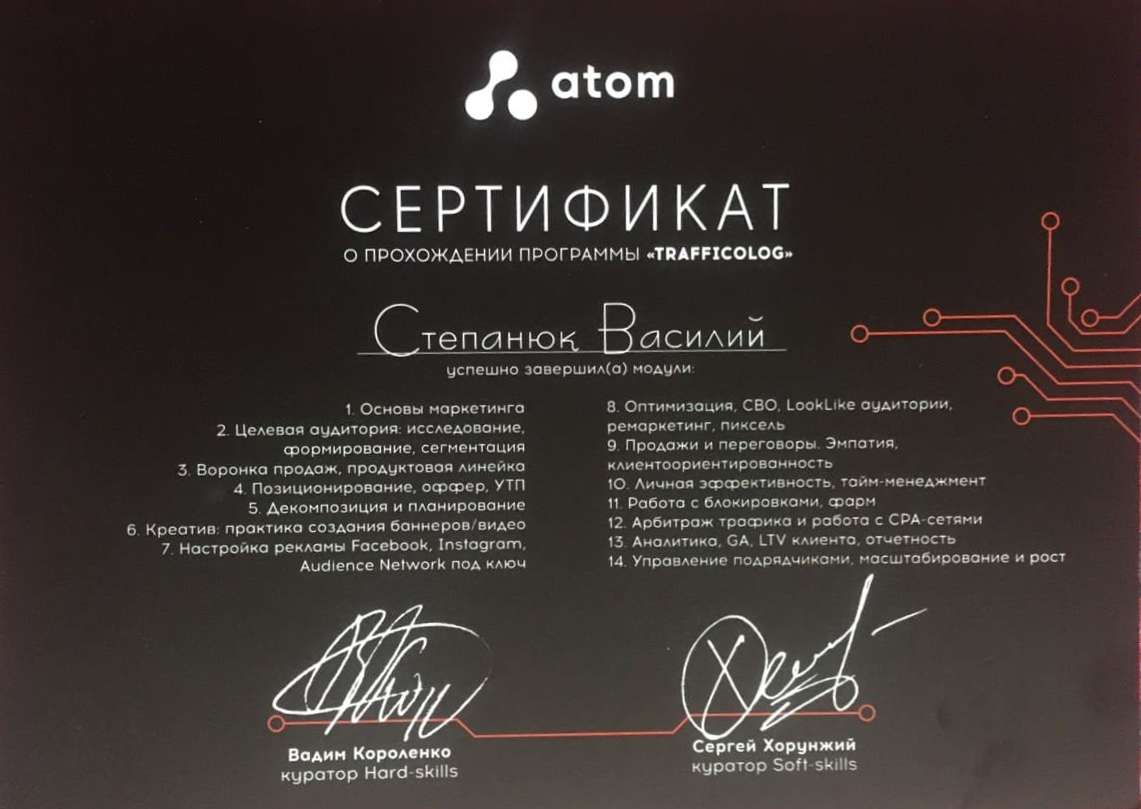 atom
СЕРТИФИКАТ
О ПРОХОЖДЕНИИ ПРОГРАММЫ «TRAFFICOLOG»
Степанюк Василий
успешно завершил(а) модули:
1. Основы маркетинга
2. Целевая аудитория: исследование,
формирование, сегментация
3. Воронка продаж, продуктовая линейка
4. Позиционирование, оффер, УТП
5. Декомпозиция и планирование
6. Креатив: практика создания баннеров/видео
7. Настройка рекламы Facebook, Instagram,
Audience Network под ключ
8. Оптимизация, CBO, LookLike аудитории,
ремаркетинг, пиксель
9. Продажи и переговоры. Эмпатия,
клиентоориентированность
10. Личная эффективность, тайм-менеджмент
11. Работа с блокировками, фарм
12. Арбитраж трафика и работа с CPA-сетями
13. Аналитика, GA, LTV клиента, отчетность
14. Управление подрядчиками, масштабирование и рост
Вадим Короленко
куратор Hard-skills
Сергей Хорунжий
куратор Soft-skills